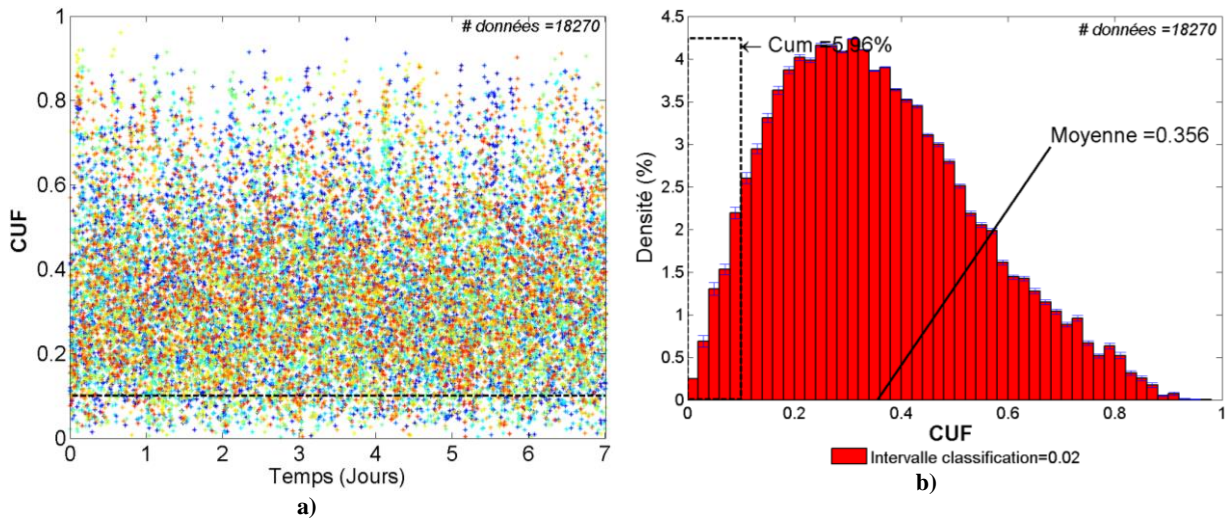 # données =18270
1
0.8
0.6
0.4
0.2
0
CUF
0 1 2 3 4 5 6 7
Temps (Jours)
a)
# données =18270
4.5
4
3.5
3
2.5
2
1.5
1
0.5
0
Densité (%)
← Cum =5.96%
Moyenne =0.356
0 0.2 0.4 0.6 0.8 1
CUF
Intervalle classification=0.02
b)